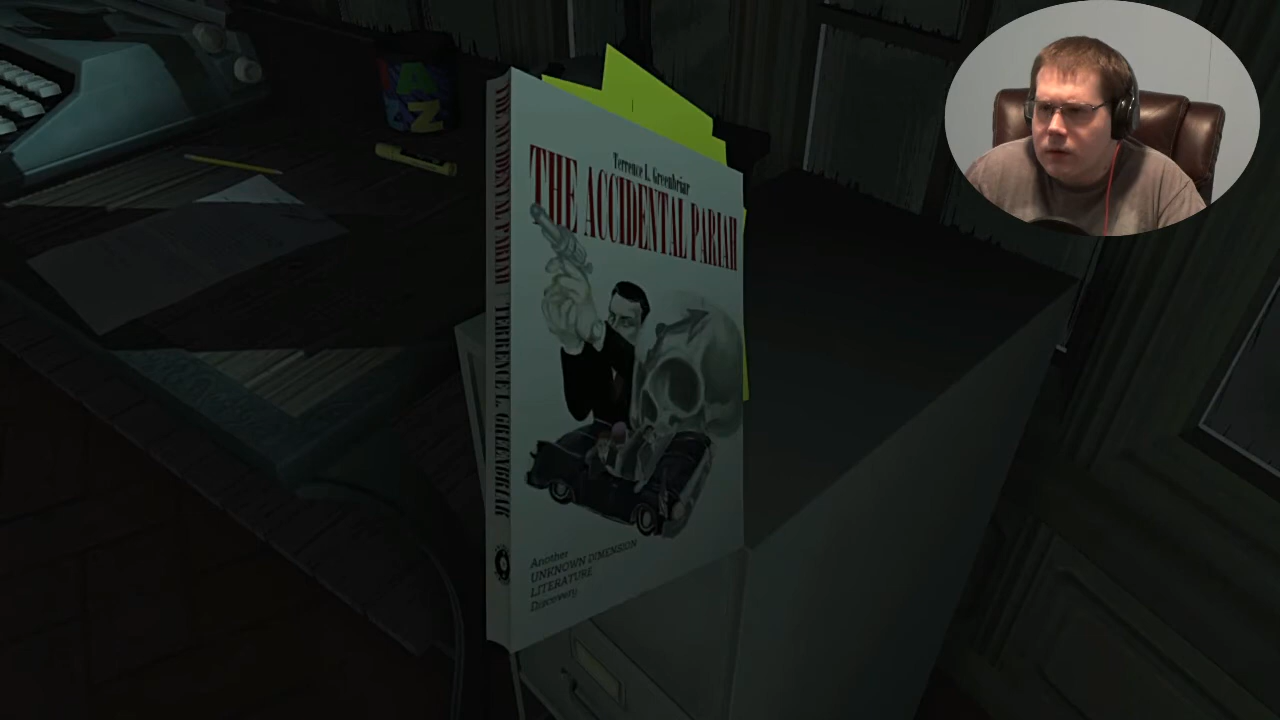 A
Z
Terrence L. Greenbriar
THE ACCIDENTAL PARIAH
THE ACCIDENTAL PARIAH / TERRENCE L. GREENBRIAR
Another
UNKNOWN DIMENSION
LITERATURE
Discovery